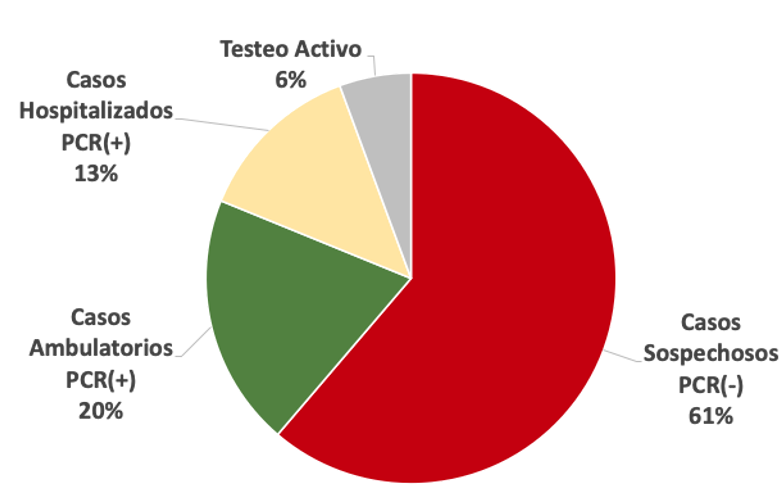 Testeo Activo
6%
Casos
Hospitalizados
PCR(+)
13%
Casos
Ambulatorios
PCR(+)
20%
Casos
Sospechosos
PCR(-)
61%